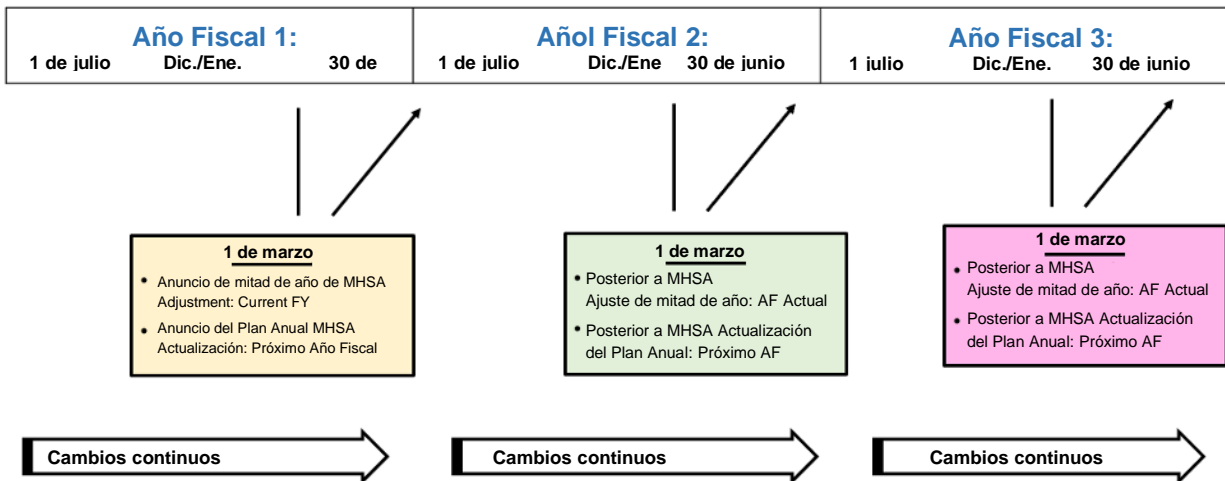 Año Fiscal 1:
1 de julio Dic./Ene. 30 de
Añol Fiscal 2:
1 de julio Dic./Ene 30 de junio
Año Fiscal 3:
1 julio Dic./Ene. 30 de junio
1 de marzo
• Anuncio de mitad de año de MHSA
Adjustment: Current FY
• Anuncio del Plan Anual MHSA
Actualización: Próximo Año Fiscal
1 de marzo
• Posterior a MHSA
Ajuste de mitad de año: AF Actual
• Posterior a MHSA Actualización
del Plan Anual: Próximo AF
1 de marzo
• Posterior a MHSA
Ajuste de mitad de año: AF Actual
• Posterior a MHSA Actualización
del Plan Anual: Próximo AF
Cambios continuos
Cambios continuos
Cambios continuos